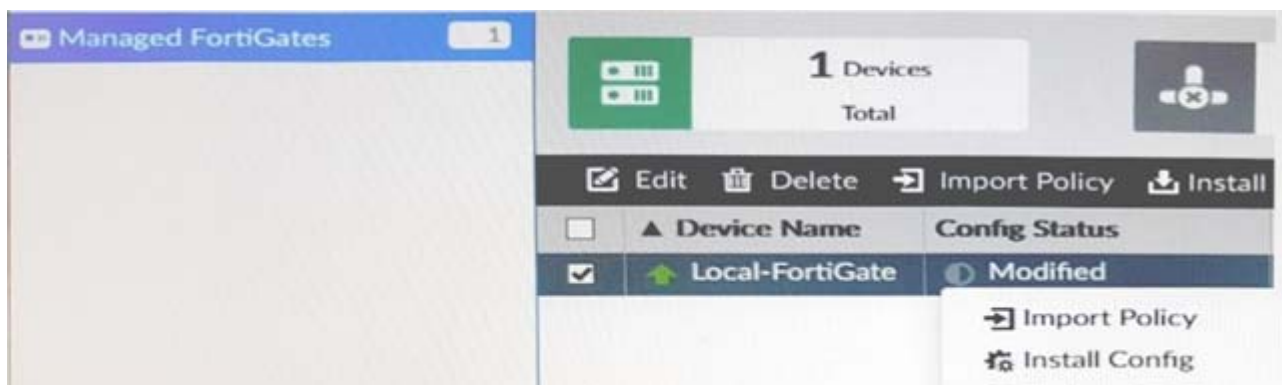 Managed FortiGates 1
1 Devices
Total
Edit Delete Import Policy Install
Device Name Config Status
Local-FortiGate Modified
Import Policy
Install Config